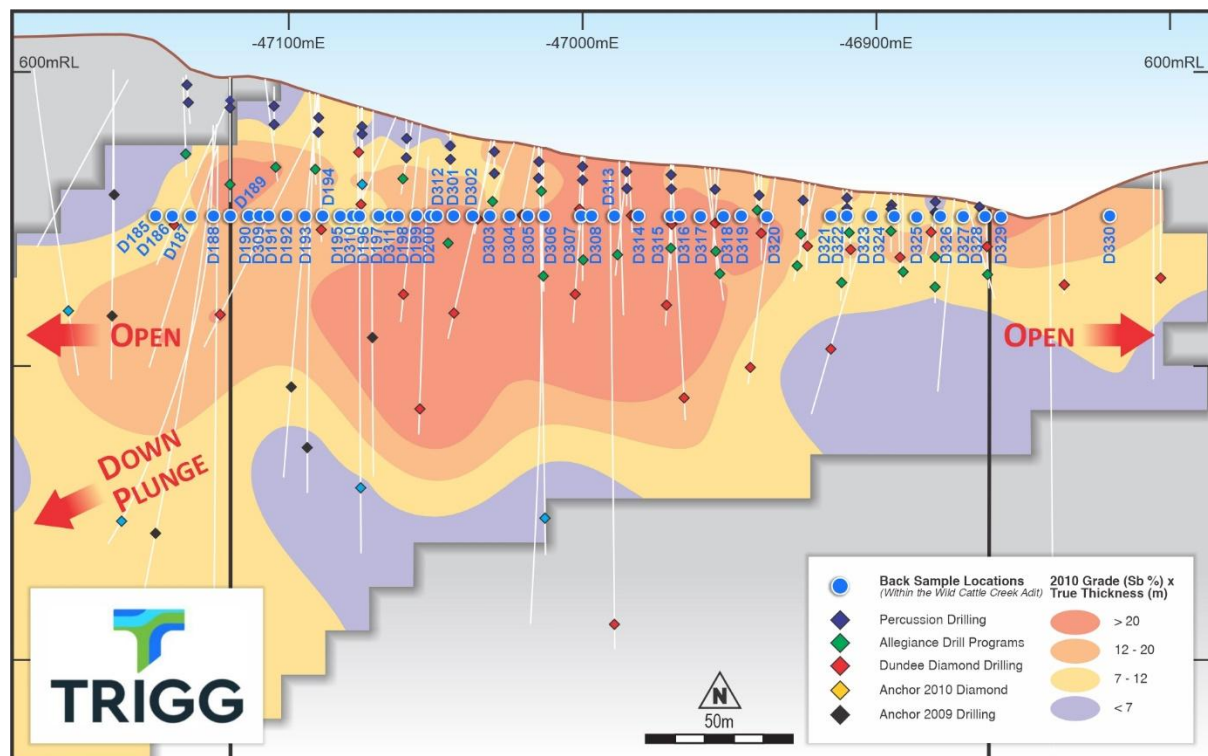 -47100mE
-47000mE
-46900mE
600mRL
600mRL
D185
D186
D187
D188
D189
D190
D309
D191
D192
D193
D194
D195
D310
D196
D197
D311
D198
D199
D200
D312
D301
D302
D303
D304
D305
D306
D307
D308
D313
D314
D315
D316
D317
D318
D319
D320
D321
D322
D323
D324
D325
D326
D327
D328
D329
D330
OPEN
OPEN
DOWN
PLUNGE
TRIGG
N
50m
Back Sample Locations
(Within the Wild Cattle Creek Adit)
Percussion Drilling
Allegiance Drill Programs
Dundee Diamond Drilling
Anchor 2010 Diamond
Anchor 2009 Drilling
2010 Grade (Sb %) x
True Thickness (m)
> 20
12 - 20
7 - 12
< 7